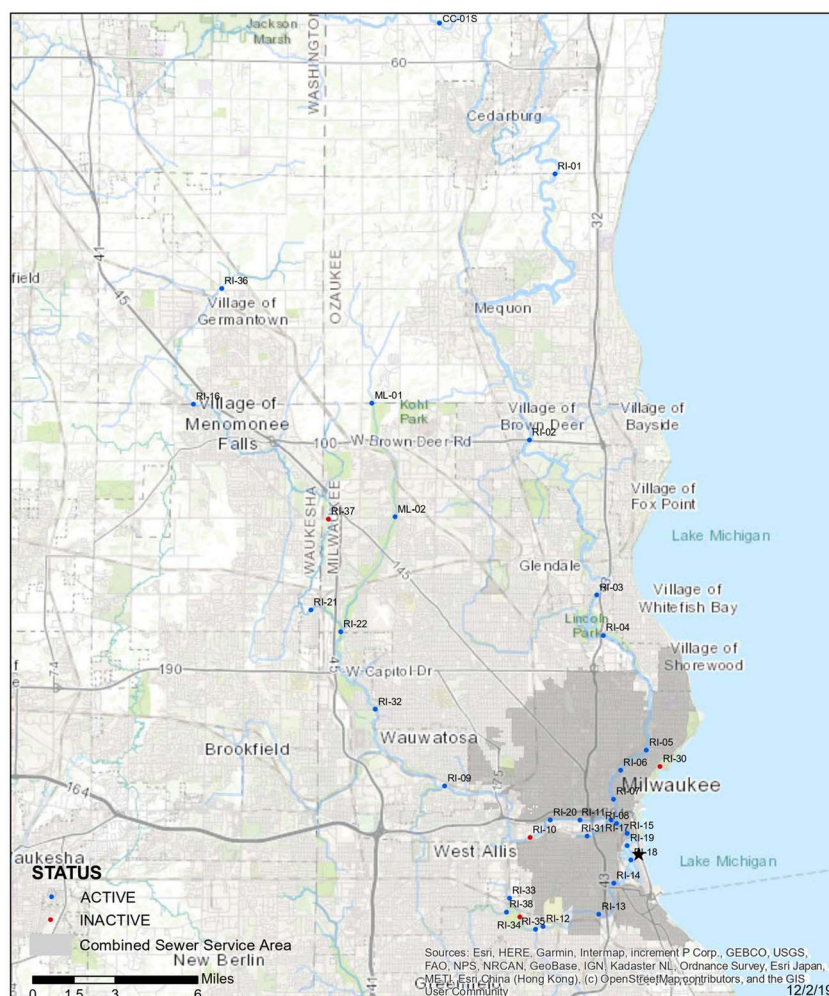 CC-01S
Jackson
Marsh
WASHINGTON
60
Cedarburg
RI-01
32
41
45
field
RI-36
Village of
Germantown
OZAUKEE
Mequon
RI-16
Village of
Menomonee
Falls
ML-01
Kohl
Park
Village of
Brown Deer
Village of
Bayside
100
W Brown Deer Rd
RI-02
WAUKESHA
MILWAUKEE
RI-37
ML-02
Village of
Fox Point
Lake Michigan
145
Glendale
RI-03
Village of
Whitefish Bay
RI-21
RI-22
Lincoln
Park
RI-04
Village of
Shorewood
74
190
45
W Capitol Dr
RI-32
Wauwatosa
Brookfield
RI-05
RI-30
RI-06
RI-09
175
Milwaukee
164
RI-07
RI-20
RI-11
RI-08
RI-10
RI-31
RI-17
RI-15
RI-19
West Allis
RI-18
Lake Michigan
aukesha
43
RI-14
RI-33
RI-38
RI-34
RI-35
RI-12
RI-13
STATUS
ACTIVE
INACTIVE
Combined Sewer Service Area
New Berlin
Miles
0 1.5 3 6
41
Greenfield
Sources: Esri, HERE, Garmin, Intermap, increment P Corp., GEBCO, USGS,
FAO, NPS, NRCAN, GeoBase, IGN, Kadaster NL, Ordnance Survey, Esri Japan,
METI, Esri China (Hong Kong), (c) OpenStreetMap contributors, and the GIS
User Community
12/2/19